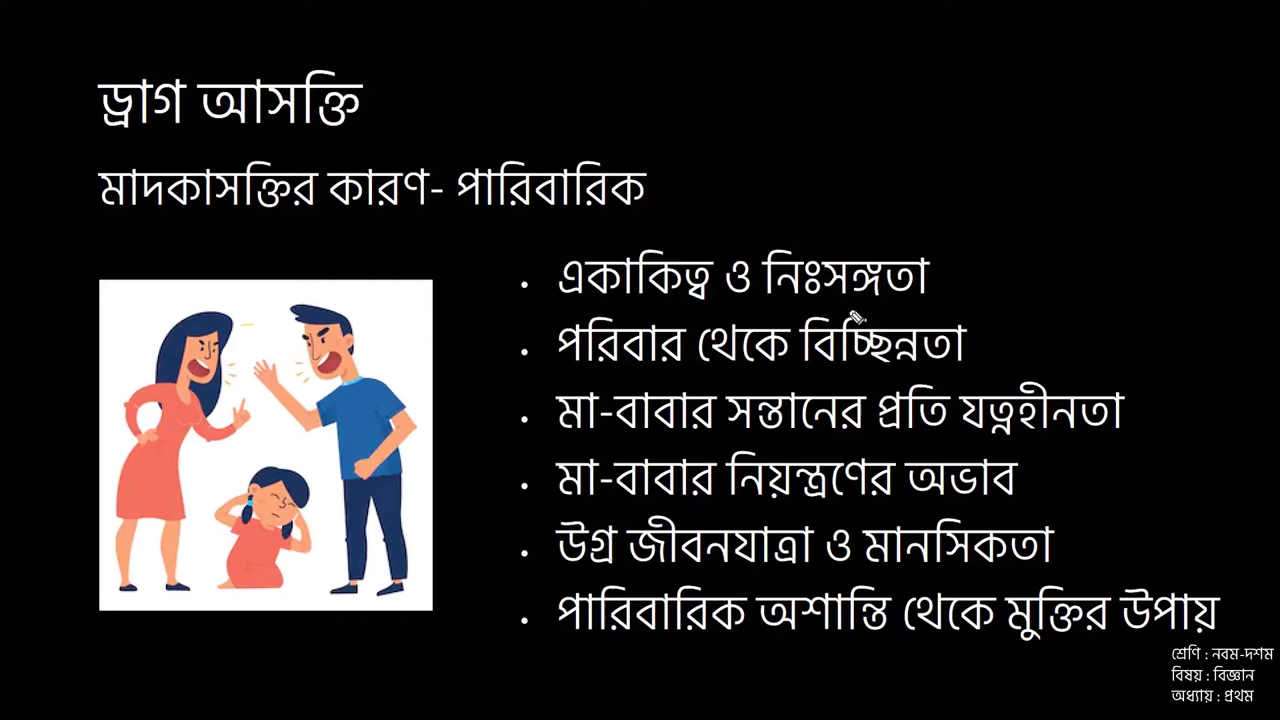 ড্রাগ আসক্তি
মাদকাসক্তির কারণ- পারিবারিক
• একাকিত্ব ও নিঃসঙ্গতা
• পরিবার থেকে বিচ্ছিন্নতা
• মা-বাবার সন্তানের প্রতি যত্নহীনতা
• মা-বাবার নিয়ন্ত্রণের অভাব
• উগ্র জীবনযাত্রা ও মানসিকতা
• পারিবারিক অশান্তি থেকে মুক্তির উপায়
শ্রেণি : নবম-দশম
বিষয় : বিজ্ঞান
অধ্যায় : প্রথম